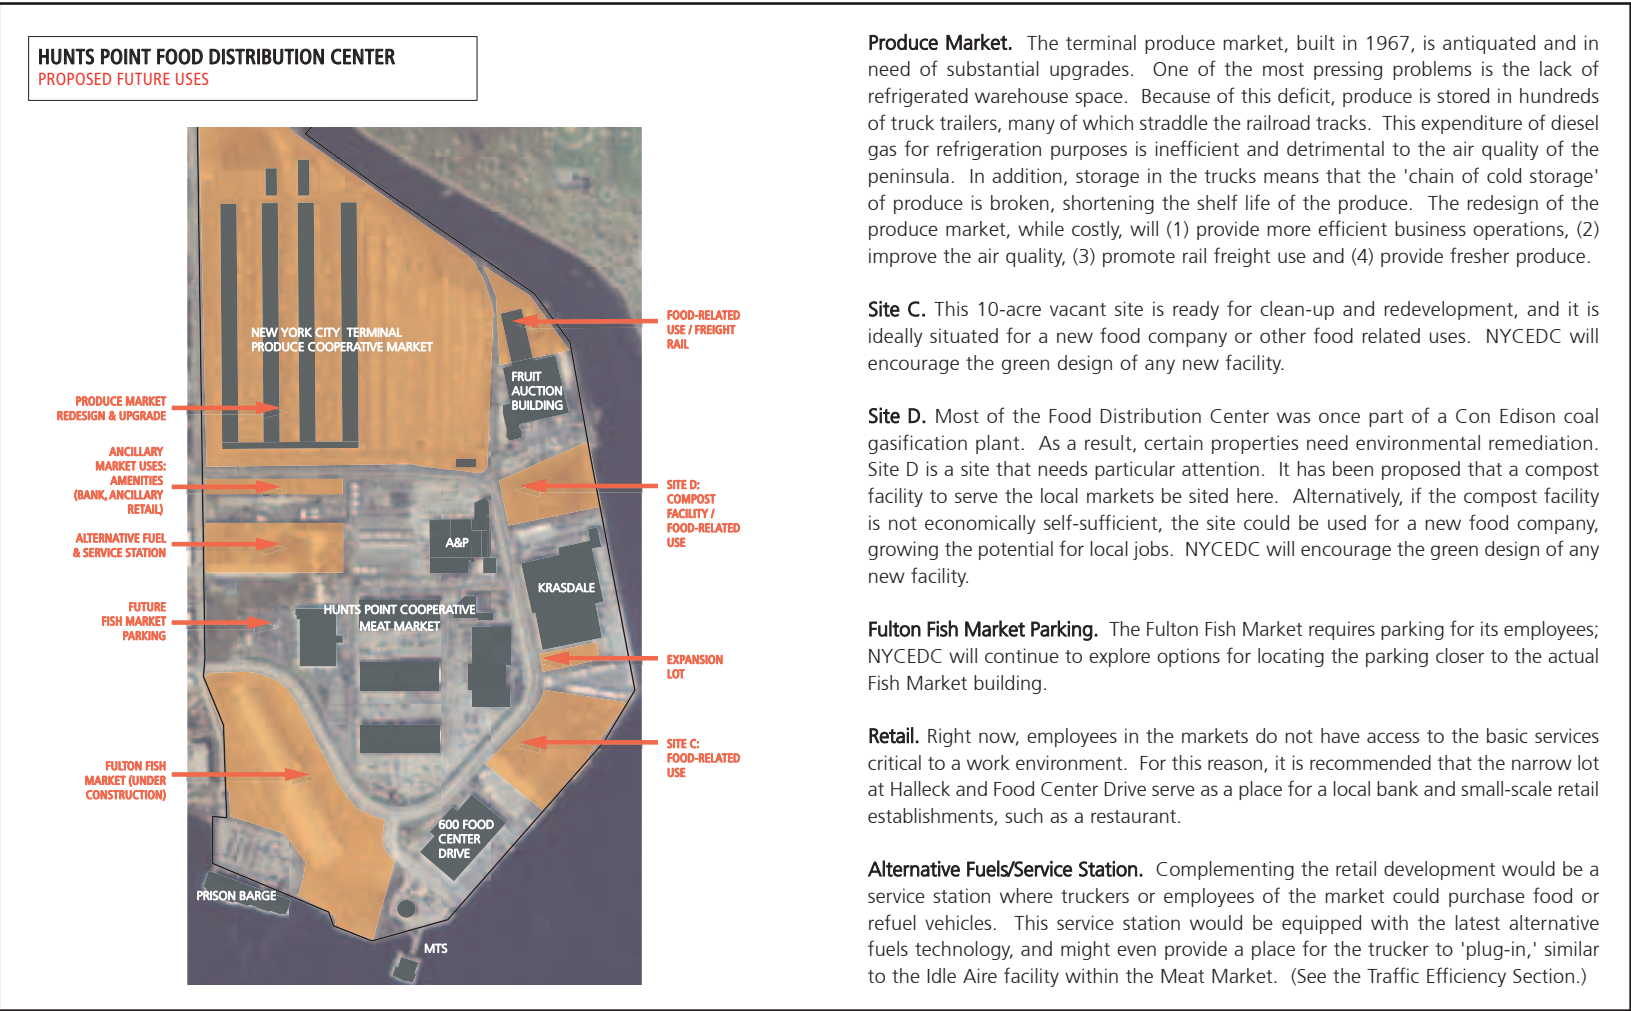 HUNTS POINT FOOD DISTRIBUTION CENTER
PROPOSED FUTURE USES
NEW YORK CITY TERMINAL
PRODUCE COOPERATIVE MARKET
FOOD-RELATED
USE / FREIGHT
RAIL
FRUIT
AUCTION
BUILDING
PRODUCE MARKET
REDESIGN & UPGRADE
ANCILLARY
MARKET USES:
AMENITIES
(BANK, ANCILLARY
RETAIL)
SITE D:
COMPOST
FACILITY /
FOOD-RELATED
USE
ALTERNATIVE FUEL
& SERVICE STATION
A&P
KRASDALE
FUTURE
FISH MARKET
PARKING
HUNTS POINT COOPERATIVE
MEAT MARKET
EXPANSION
LOT
SITE C:
FOOD-RELATED
USE
FULTON FISH
MARKET (UNDER
CONSTRUCTION)
600 FOOD
CENTER
DRIVE
PRISON BARGE
MTS
Produce Market. The terminal produce market, built in 1967, is antiquated and in
need of substantial upgrades. One of the most pressing problems is the lack of
refrigerated warehouse space. Because of this deficit, produce is stored in hundreds
of truck trailers, many of which straddle the railroad tracks. This expenditure of diesel
gas for refrigeration purposes is inefficient and detrimental to the air quality of the
peninsula. In addition, storage in the trucks means that the 'chain of cold storage'
of produce is broken, shortening the shelf life of the produce. The redesign of the
produce market, while costly, will (1) provide more efficient business operations, (2)
improve the air quality, (3) promote rail freight use and (4) provide fresher produce.
Site C. This 10-acre vacant site is ready for clean-up and redevelopment, and it is
ideally situated for a new food company or other food related uses. NYCEDC will
encourage the green design of any new facility.
Site D. Most of the Food Distribution Center was once part of a Con Edison coal
gasification plant. As a result, certain properties need environmental remediation.
Site D is a site that needs particular attention. It has been proposed that a compost
facility to serve the local markets be sited here. Alternatively, if the compost facility
is not economically self-sufficient, the site could be used for a new food company,
growing the potential for local jobs. NYCEDC will encourage the green design of any
new facility.
Fulton Fish Market Parking. The Fulton Fish Market requires parking for its employees;
NYCEDC will continue to explore options for locating the parking closer to the actual
Fish Market building.
Retail. Right now, employees in the markets do not have access to the basic services
critical to a work environment. For this reason, it is recommended that the narrow lot
at Halleck and Food Center Drive serve as a place for a local bank and small-scale retail
establishments, such as a restaurant.
Alternative Fuels/Service Station. Complementing the retail development would be a
service station where truckers or employees of the market could purchase food or
refuel vehicles. This service station would be equipped with the latest alternative
fuels technology, and might even provide a place for the trucker to 'plug-in,' similar
to the Idle Aire facility within the Meat Market. (See the Traffic Efficiency Section.)